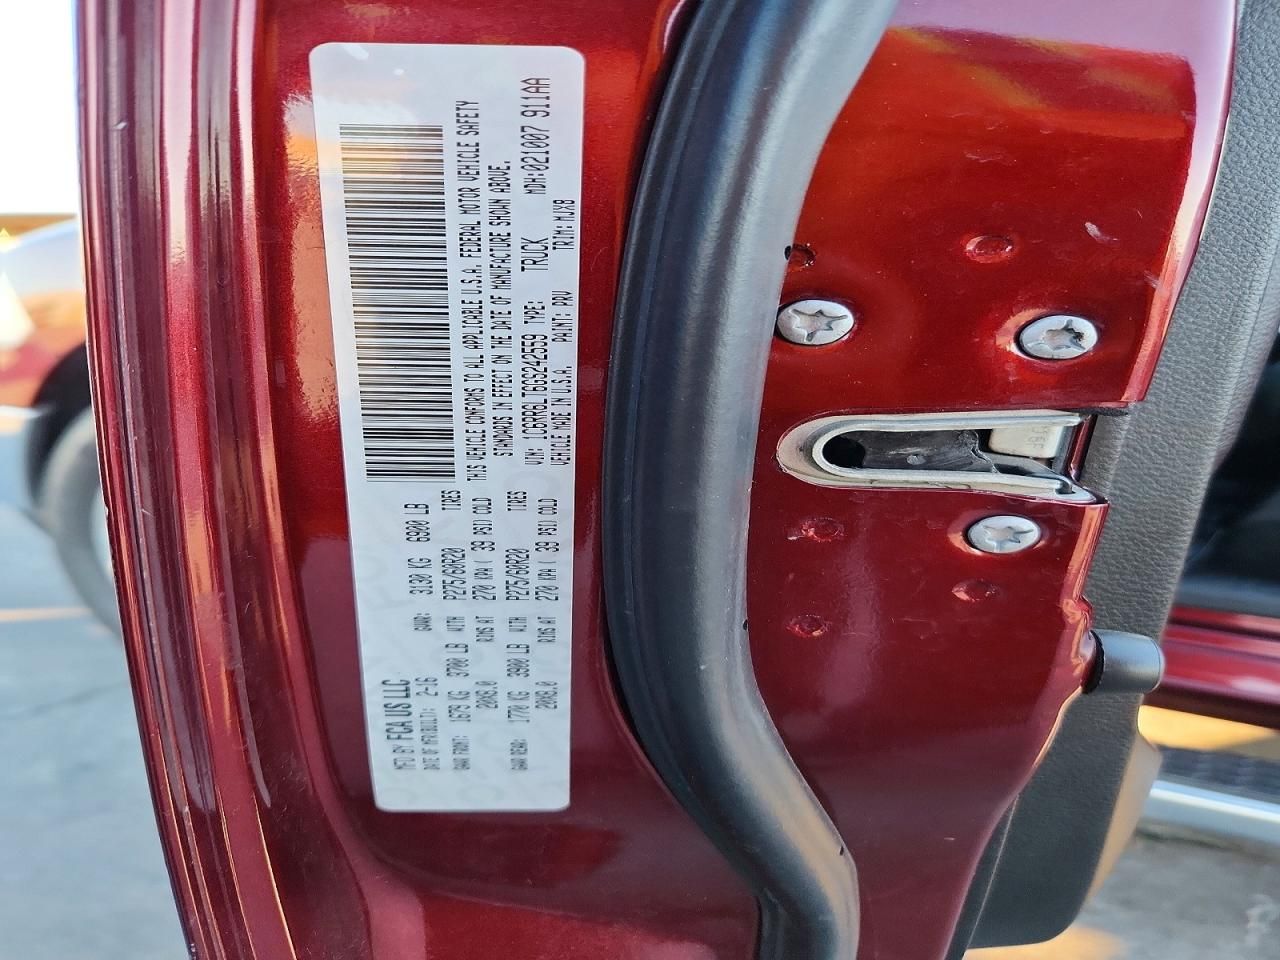 MFD BY FCA US LLC
DATE OF MFR(BUILT): 2-16 GVWR: 3130 KG 6900 LB
GAWR FRONT: 1679 KG 3700 LB WITH P275/60R20 TIRES
20X8.0 RIMS AT 270 KPA ( 39 PSI) COLD
GAWR REAR: 1770 KG 3900 LB WITH P275/60R20 TIRES
20X8.0 RIMS AT 270 KPA ( 39 PSI) COLD
THIS VEHICLE CONFORMS TO ALL APPLICABLE U.S.A. FEDERAL MOTOR VEHICLE SAFETY
STANDARDS IN EFFECT ON THE DATE OF MANUFACTURE SHOWN ABOVE.
VIN: 1C6RR6LT6GS242559 TYPE: TRUCK MDH:021007 911AA
VEHICLE MADE IN U.S.A. PAINT: PRV TRIM: MJX8